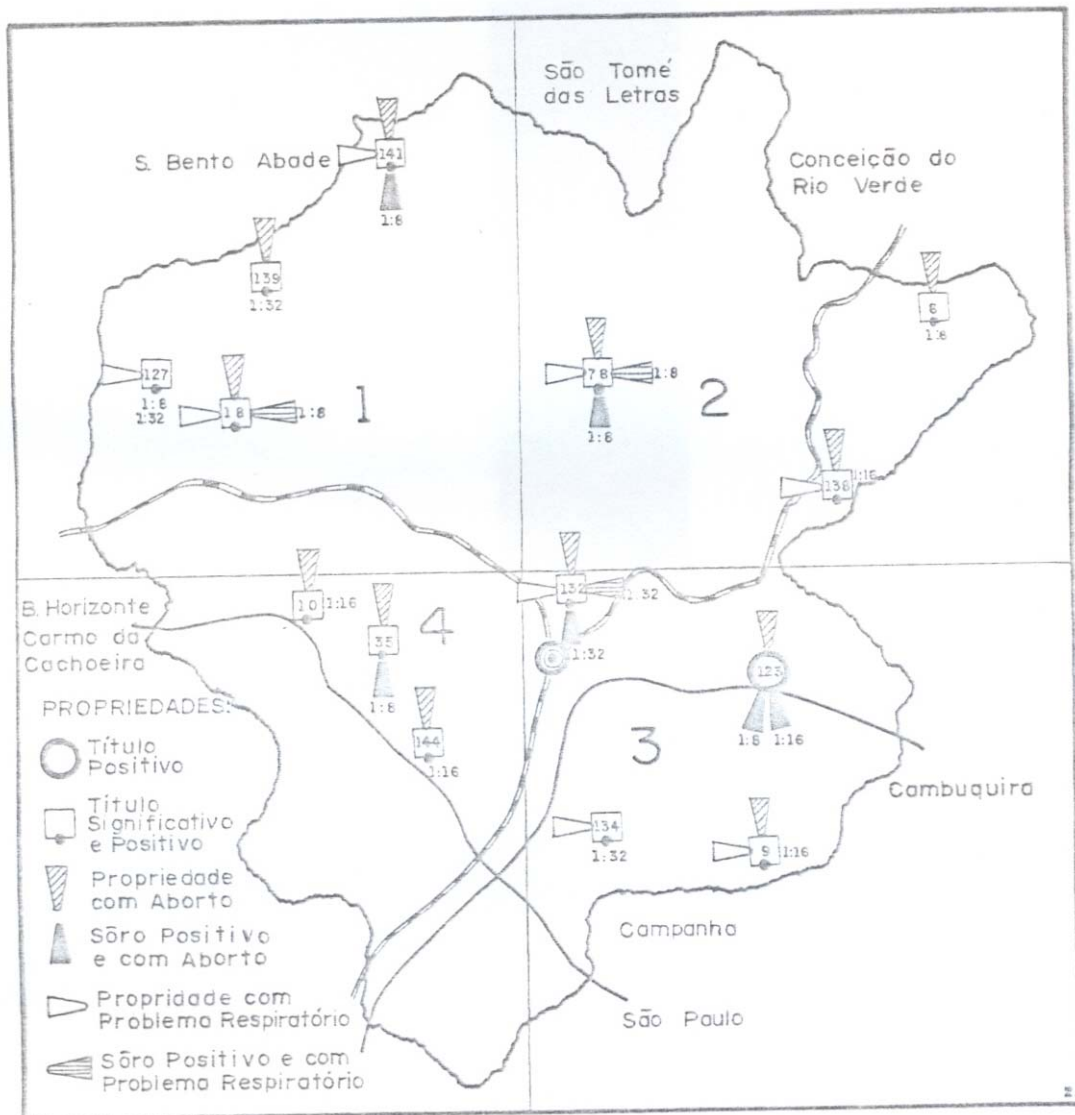 São Tomé
das Letras
S. Bento Abade
141
1:8
Conceição do
Rio Verde
139
1:32
1:8
127
1:8
1:32
18
1:8
1
78
1:8
1:8
2
138
1:16
B. Horizonte
Carmo da
Cachoeira
10
1:16
35
1:8
4
132
1:32
1:32
123
1:8
1:16
144
1:16
3
Cambuquira
134
1:32
9
1:16
Campanha
São Paulo
PROPRIEDADES:
Título
Positivo
Título
Significativo
e Positivo
Propriedade
com Aborto
Sôro Positivo
e com Aborto
Propridade com
Problema Respiratório
Sôro Positivo e com
Problema Respiratório